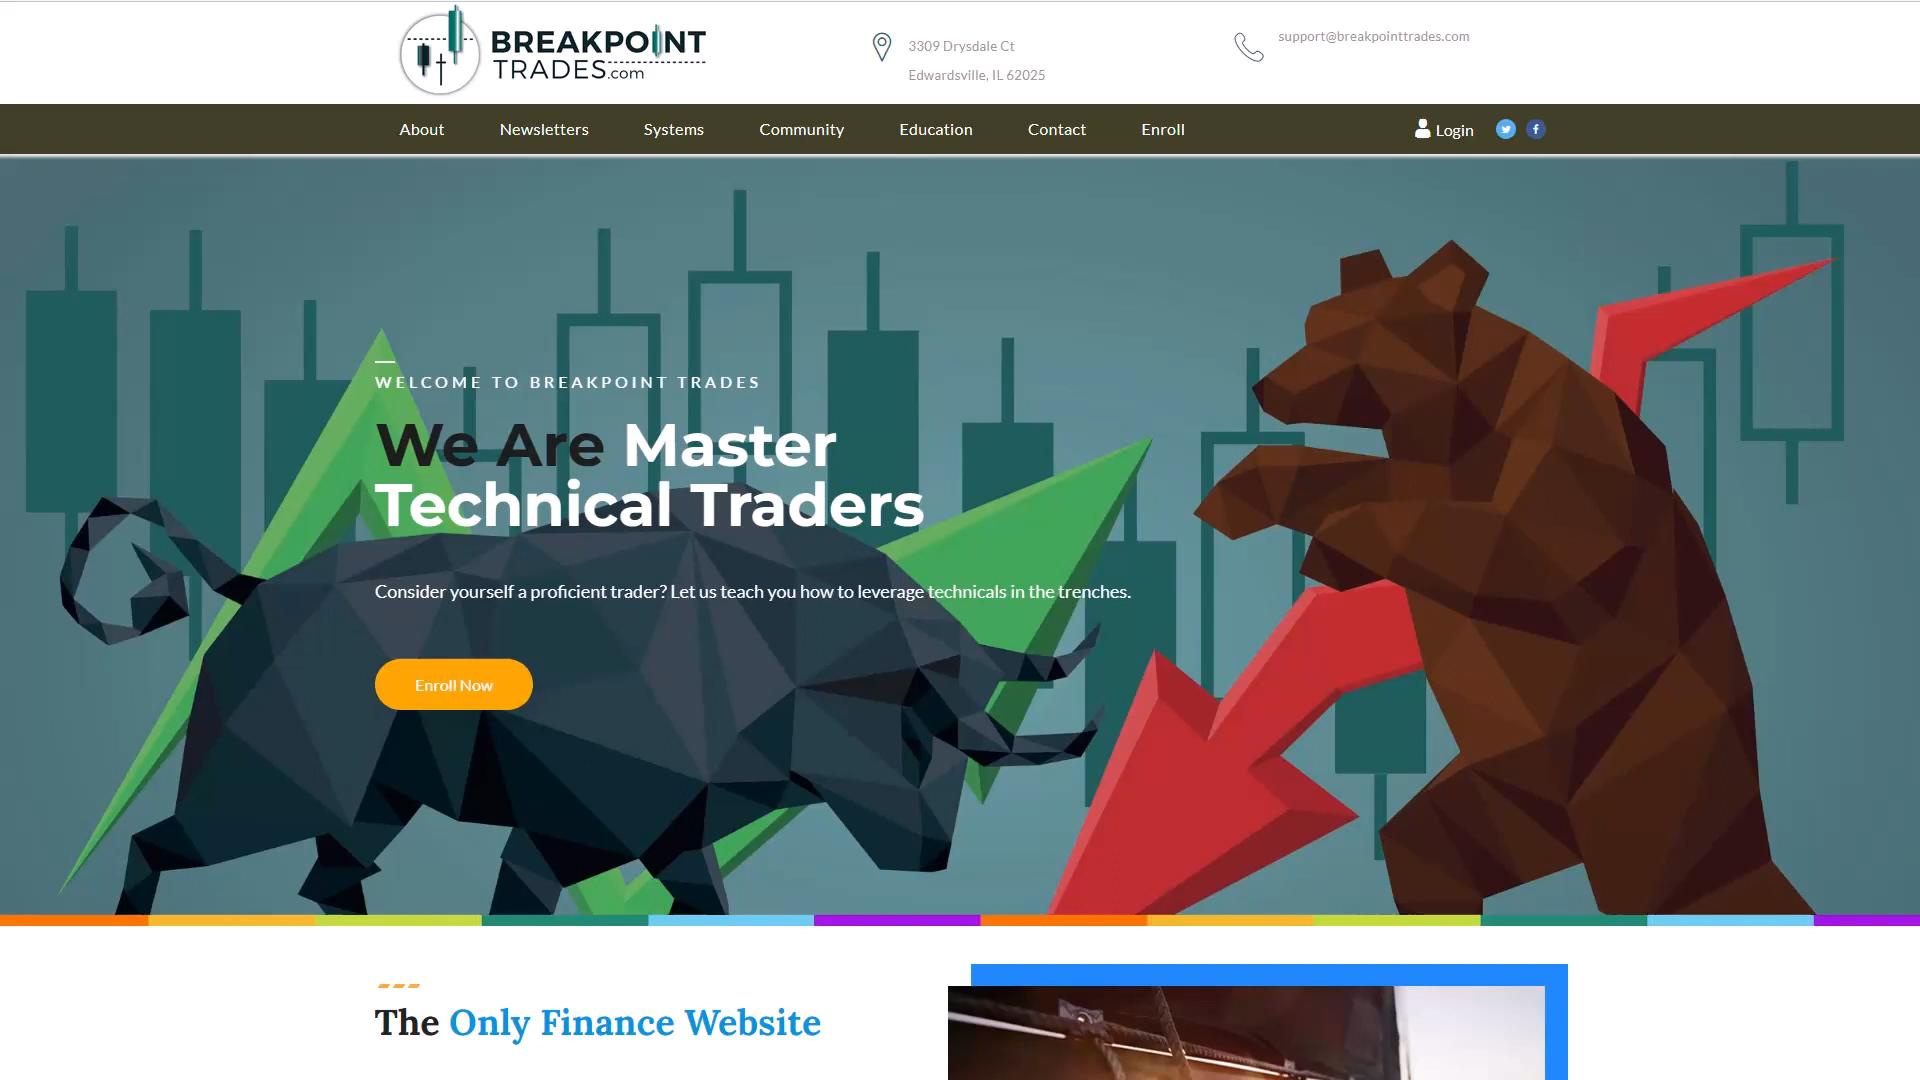 BREAKPOINT
TRADES.com
3309 Drysdale Ct
Edwardsville, IL 62025
support@breakpointtrades.com
About
Newsletters
Systems
Community
Education
Contact
Enroll
Login
WELCOME TO BREAKPOINT TRADES
We Are Master
Technical Traders
Consider yourself a proficient trader? Let us teach you how to leverage technicals in the trenches.
Enroll Now
The Only Finance Website